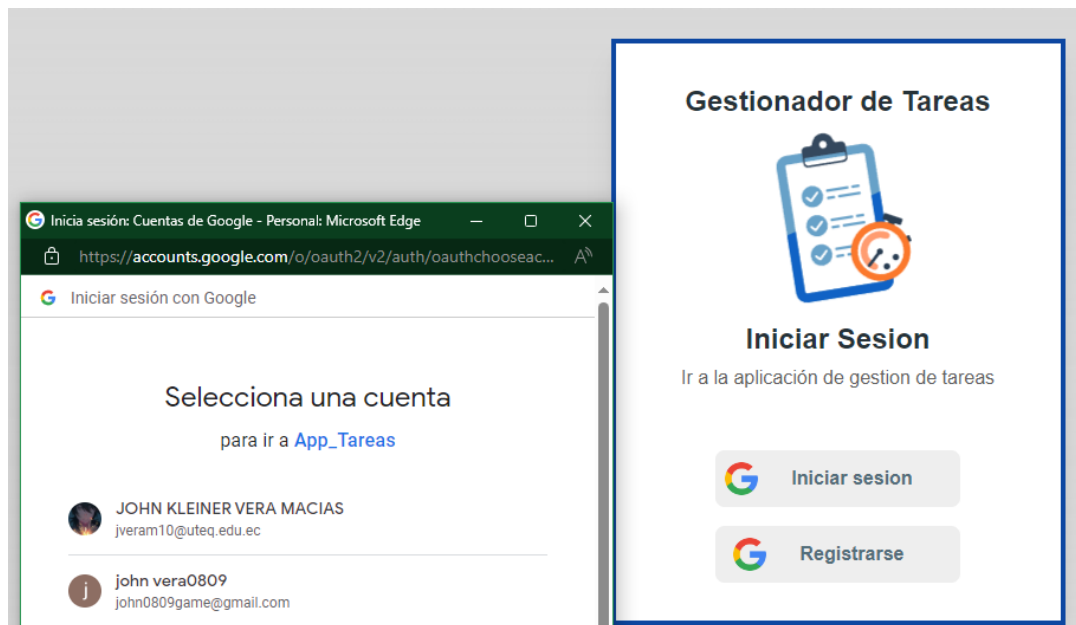 Gestionador de Tareas
Iniciar Sesion
Ir a la aplicación de gestion de tareas
Iniciar sesion
Registrarse
Inicia sesión: Cuentas de Google - Personal: Microsoft Edge
https://accounts.google.com/o/oauth2/v2/auth/oauthchooseac...
Iniciar sesión con Google
Selecciona una cuenta
para ir a App_Tareas
JOHN KLEINER VERA MACIAS
jveram10@uteq.edu.ec
j
john vera0809
john0809game@gmail.com